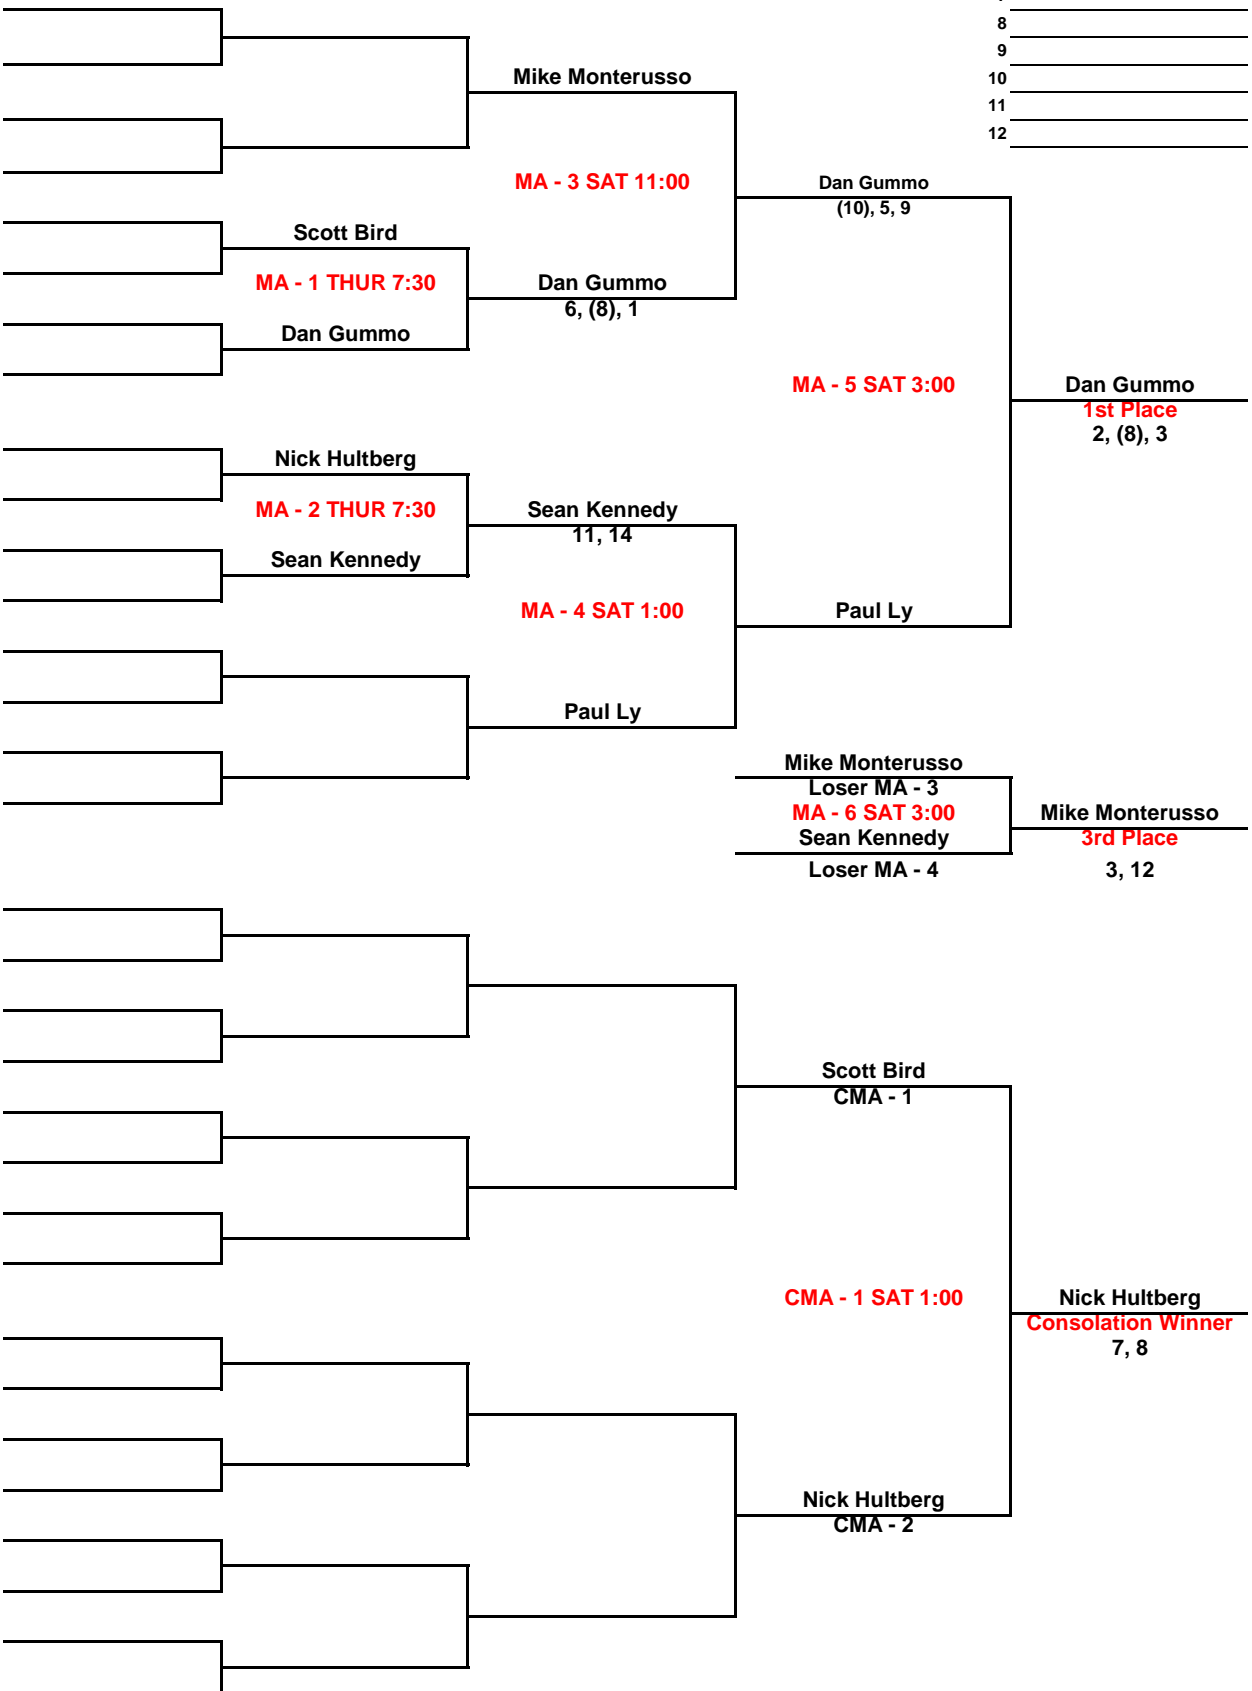 8
9
Mike Monterusso
10
11
12
MA - 3 SAT 11:00
Dan Gummo
(10), 5, 9
Scott Bird
MA - 1 THUR 7:30
Dan Gummo
6, (8), 1
Dan Gummo
MA - 5 SAT 3:00
Dan Gummo
1st Place
2, (8), 3
Nick Hultberg
MA - 2 THUR 7:30
Sean Kennedy
11, 14
Sean Kennedy
MA - 4 SAT 1:00
Paul Ly
Paul Ly
Mike Monterusso
Loser MA - 3
MA - 6 SAT 3:00
Mike Monterusso
Sean Kennedy
3rd Place
Loser MA - 4
3, 12
Scott Bird
CMA - 1
CMA - 1 SAT 1:00
Nick Hultberg
Consolation Winner
7, 8
Nick Hultberg
CMA - 2